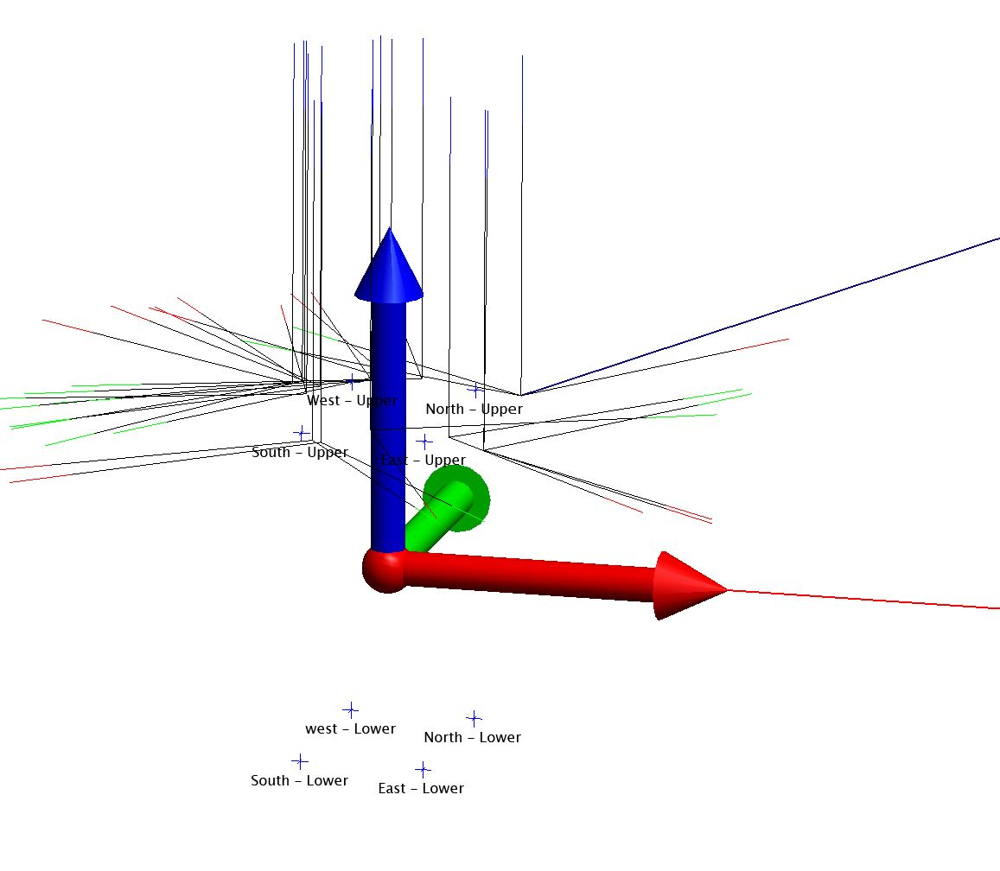 West – Upper
North – Upper
South – Upper
East – Upper
west – Lower
North – Lower
South – Lower
East – Lower